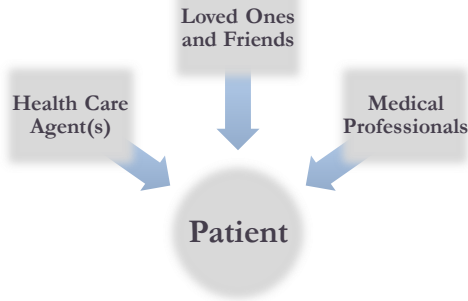 Loved Ones
and Friends
Health Care
Agent(s)
Medical
Professionals
Patient